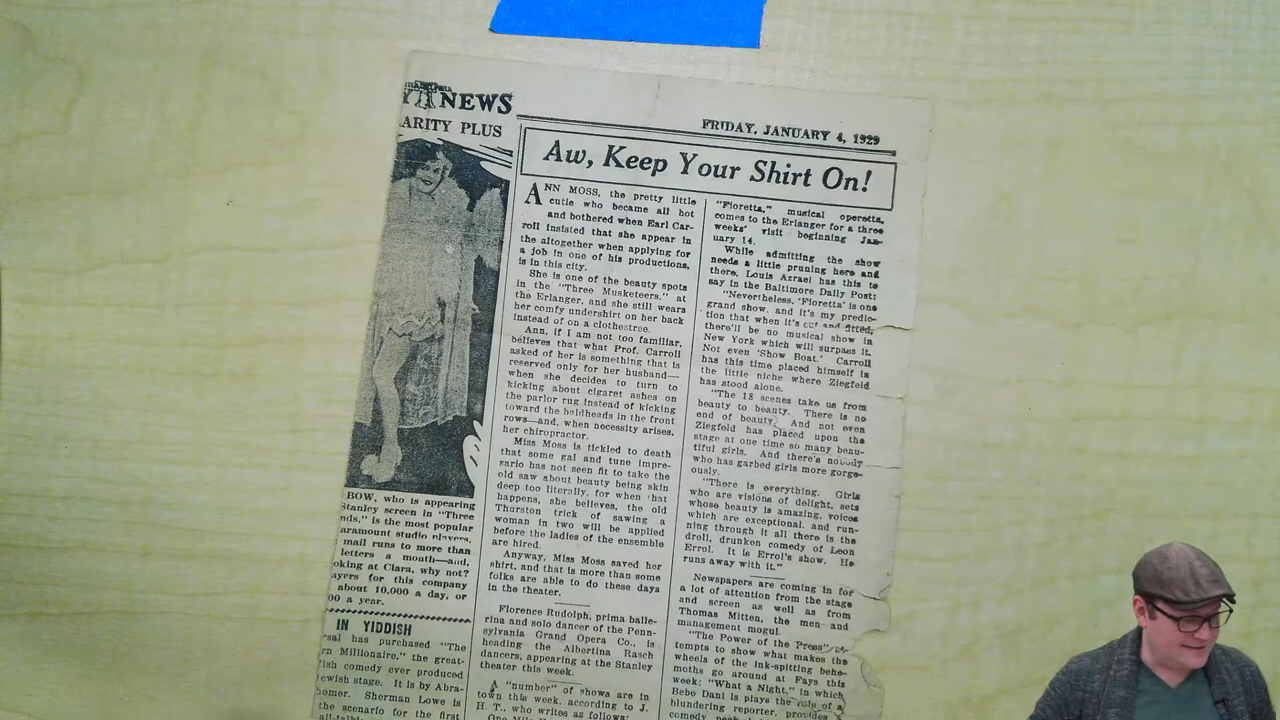 NEWS
ARITY PLUS
BOW, who is appearing
Stanley screen in "Three
nds," is the most popular
aramount studio players.
mail runs to more than
letters a month—and,
oking at Clara, why not?
ayers for this company
about 10,000 a day, or
00 a year.
IN YIDDISH
sal has purchased "The
rn Millionaire," the great-
ish comedy ever produced
ewish stage. It is by Abra-
homer. Sherman Lowe is
the scenario for the first
FRIDAY, JANUARY 4, 1929
Aw, Keep Your Shirt On!
ANN MOSS, the pretty little
cutie who became all hot
and bothered when Earl Car-
roll insisted that she appear in
the altogether when applying for
a job in one of his productions,
is in this city.
She is one of the beauty spots
in the "Three Musketeers," at
the Erlanger, and she still wears
her comfy undershirt on her back
instead of on a clothestree.
Ann, if I am not too familiar,
believes that what Prof. Carroll
asked of her is something that is
reserved only for her husband—
when she decides to turn to
kicking about cigaret ashes on
the parlor rug instead of kicking
toward the baldheads in the front
rows—and, when necessity arises,
her chiropractor.
Miss Moss is tickled to death
that some gal and tune impre-
sario has not seen fit to take the
old saw about beauty being skin
deep too literally, for when that
happens, she believes, the old
Thurston trick of sawing a
woman in two will be applied
before the ladies of the ensemble
are hired.
Anyway, Miss Moss saved her
shirt, and that is more than some
folks are able to do these days
in the theater.
Florence Rudolph, prima balle-
rina and solo dancer of the Penn-
sylvania Grand Opera Co., is
heading the Albertina Rasch
dancers, appearing at the Stanley
theater this week.
A "number" of shows are in
town this week, according to J.
H. T., who writes as follows:
"Fioretta," musical operetta,
comes to the Erlanger for a three
weeks' visit beginning Jan-
uary 14.
While admitting the show
needs a little pruning here and
there, Louis Azrael has this to
say in the Baltimore Daily Post:
"Nevertheless, 'Fioretta' is one
grand show, and it's my predic-
tion that when it's cut and fitted,
there'll be no musical show in
New York which will surpass it.
Not even 'Show Boat.' Carroll
has this time placed himself in
the little niche where Ziegfeld
has stood alone.
"The 18 scenes take us from
beauty to beauty. There is no
end of beauty. And not even
Ziegfeld has placed upon the
stage at one time so many beau-
tiful girls. And there's nobody
who has garbed girls more gorge-
ously.
"There is everything. Girls
who are visions of delight, sets
whose beauty is amazing, voices
which are exceptional, and run-
ning through it all there is the
droll, drunken comedy of Leon
Errol. It is Errol's show. He
runs away with it."
Newspapers are coming in for
a lot of attention from the stage
and screen as well as from
Thomas Mitten, the men and
management mogul.
"The Power of the Press"
tempts to show what makes the
wheels of the ink-spitting behe-
moths go around at Fays this
week; "What a Night," in which
Bebe Daniels plays the role of a
blundering reporter, provides